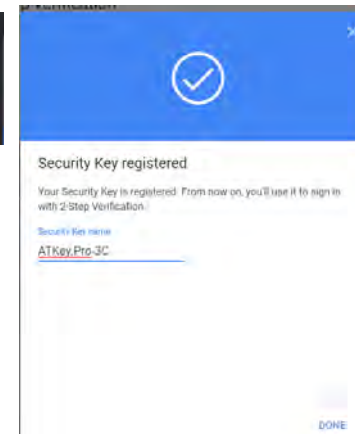 Security Key registered
Your Security Key is registered. From now on, you'll use it to sign in
with 2-Step Verification.
Security Key name
ATKey.Pro-3C
DONE